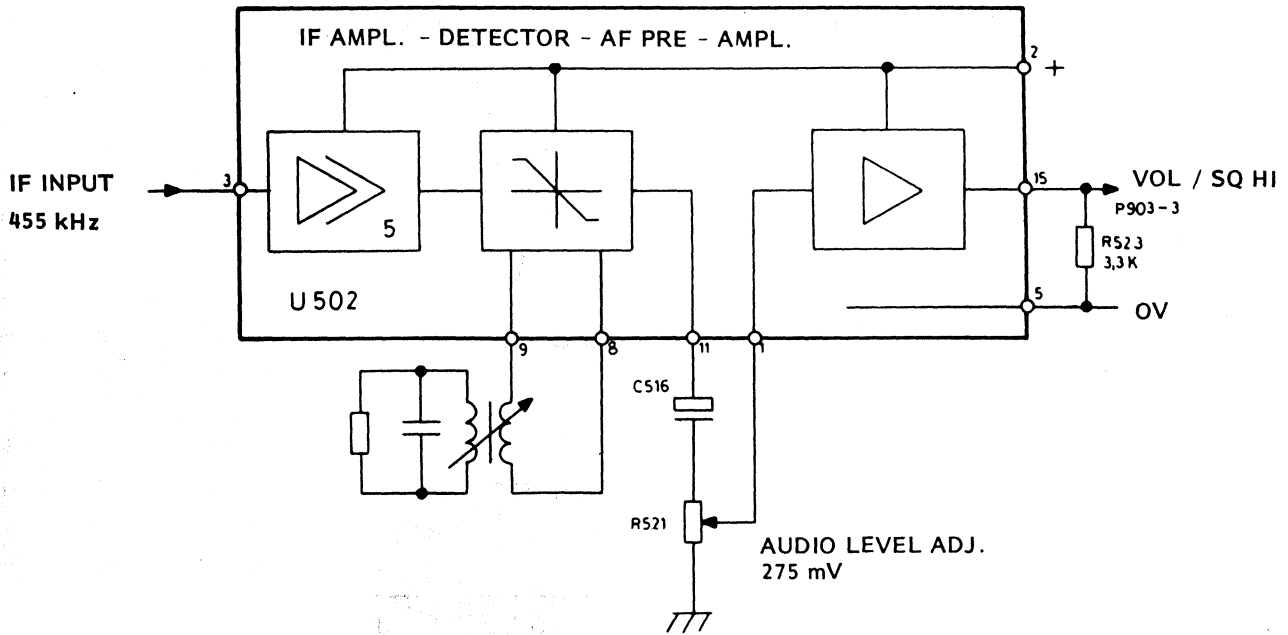 IF AMPL. - DETECTOR - AF PRE - AMPL.
2
+
IF INPUT
455 kHz
3
5
15
VOL / SQ HI
P903-3
R523
3,3K
U502
5
0V
9
8
11
1
C516
R521
AUDIO LEVEL ADJ.
275 mV